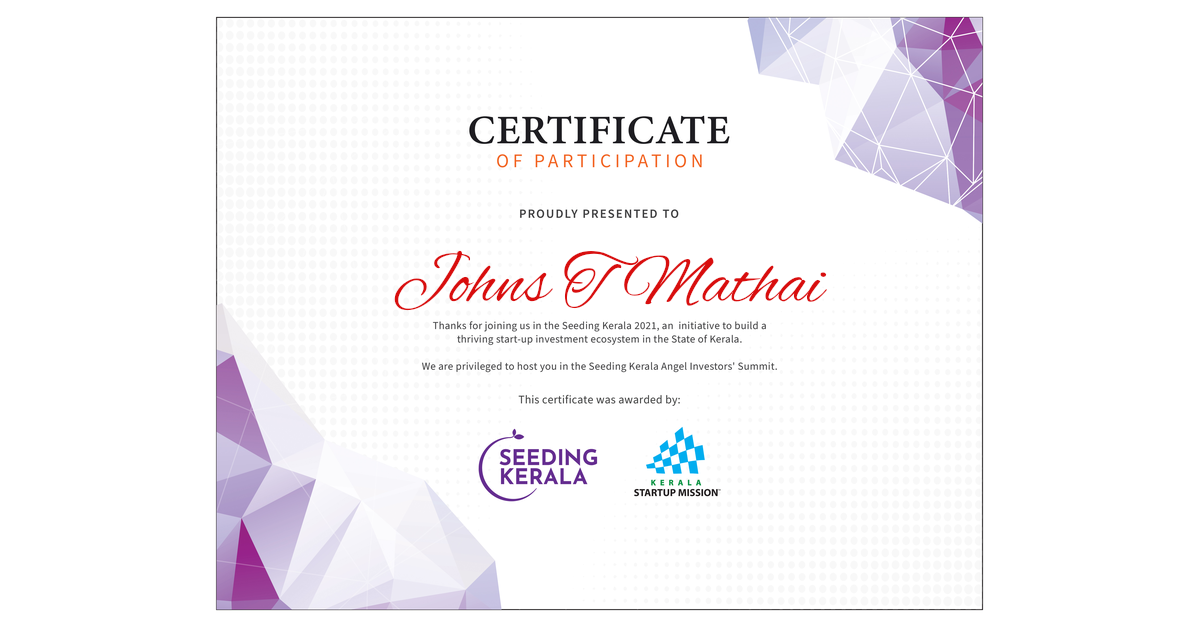 CERTIFICATE
OF PARTICIPATION
PROUDLY PRESENTED TO
Johns T Mathai
Thanks for joining us in the Seeding Kerala 2021, an initiative to build a
thriving start-up investment ecosystem in the State of Kerala.
We are privileged to host you in the Seeding Kerala Angel Investors' Summit.
This certificate was awarded by:
SEEDING
KERALA
KERALA
STARTUP MISSION